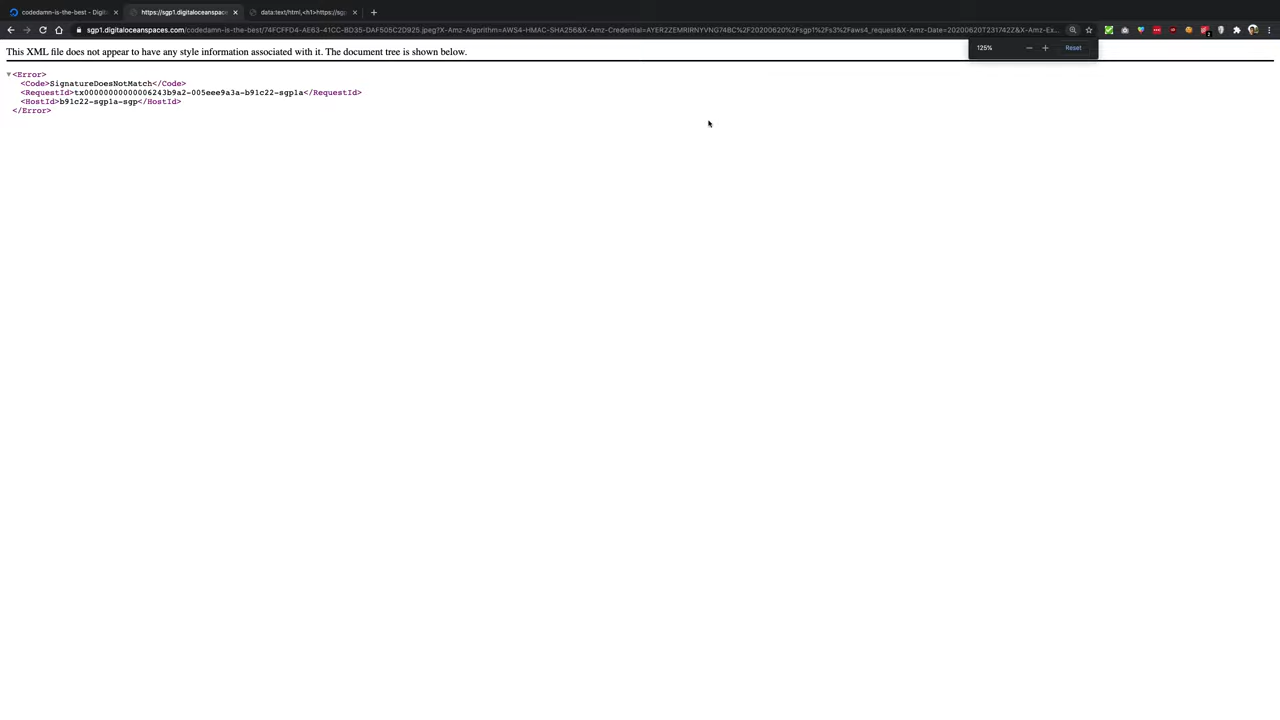 codedamn-is-the-best - Digit
https://sgp1.digitaloceanspace
data:text/html,<h1>https://sg
sgp1.digitaloceanspaces.com/codedamn-is-the-best/74FCFFD4-AE63-41CC-BD35-DAF505C2D925.jpeg?X-Amz-Algorithm=AWS4-HMAC-SHA256&X-Amz-Credential=AYER2ZEMRIRNYVNG74BC%2F20200620%2Fsgp1%2Fs3%2Faws4_request&X-Amz-Date=20200620T231742Z&X-Amz-Ex...
125%
Reset
This XML file does not appear to have any style information associated with it. The document tree is shown below.
<Error>
<Code>SignatureDoesNotMatch</Code>
<RequestId>tx00000000000006243b9a2-005eee9a3a-b91c22-sgp1a</RequestId>
<HostId>b91c22-sgp1a-sgp</HostId>
</Error>